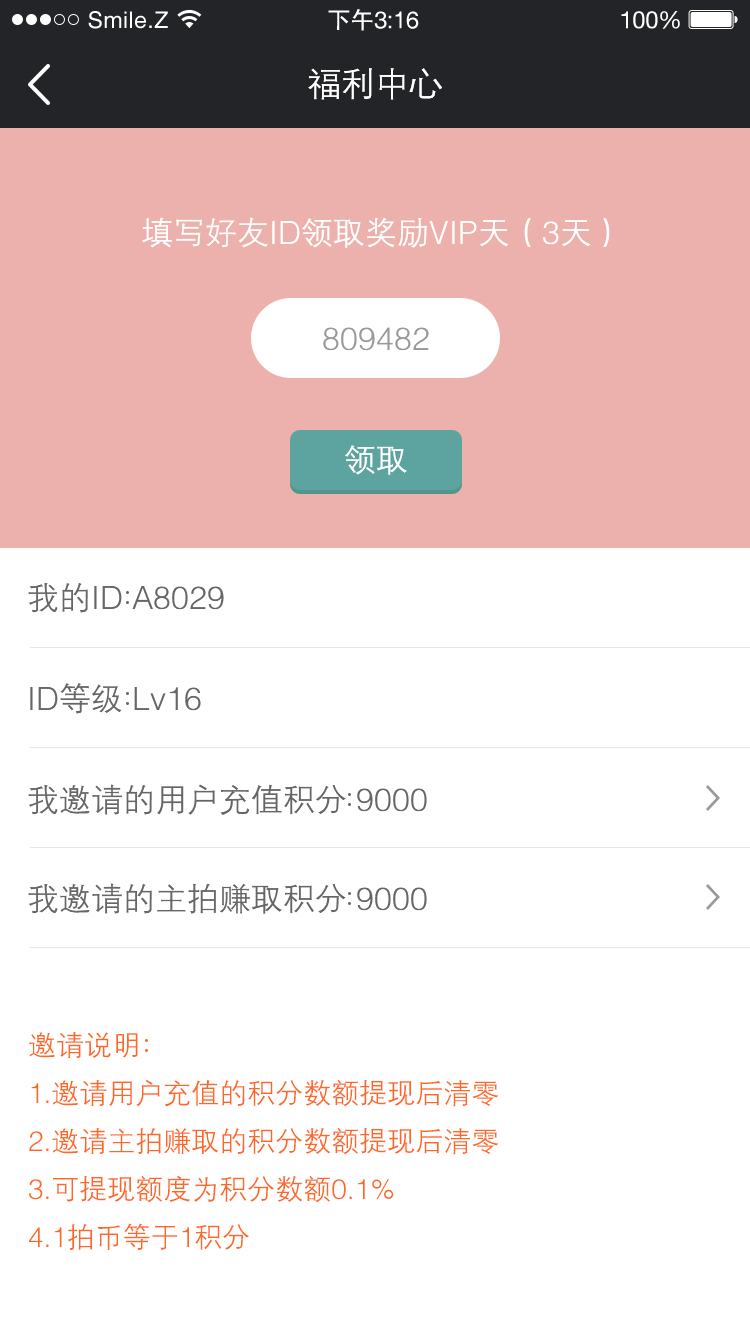 Smile.Z 下午3:16 100%
福利中心
填写好友ID领取奖励VIP天（3天）
809482
领取
我的ID:A8029
ID等级:Lv16
我邀请的用户充值积分:9000
我邀请的主拍赚取积分:9000
邀请说明:
1.邀请用户充值的积分数额提现后清零
2.邀请主拍赚取的积分数额提现后清零
3.可提现额度为积分数额0.1%
4.1拍币等于1积分